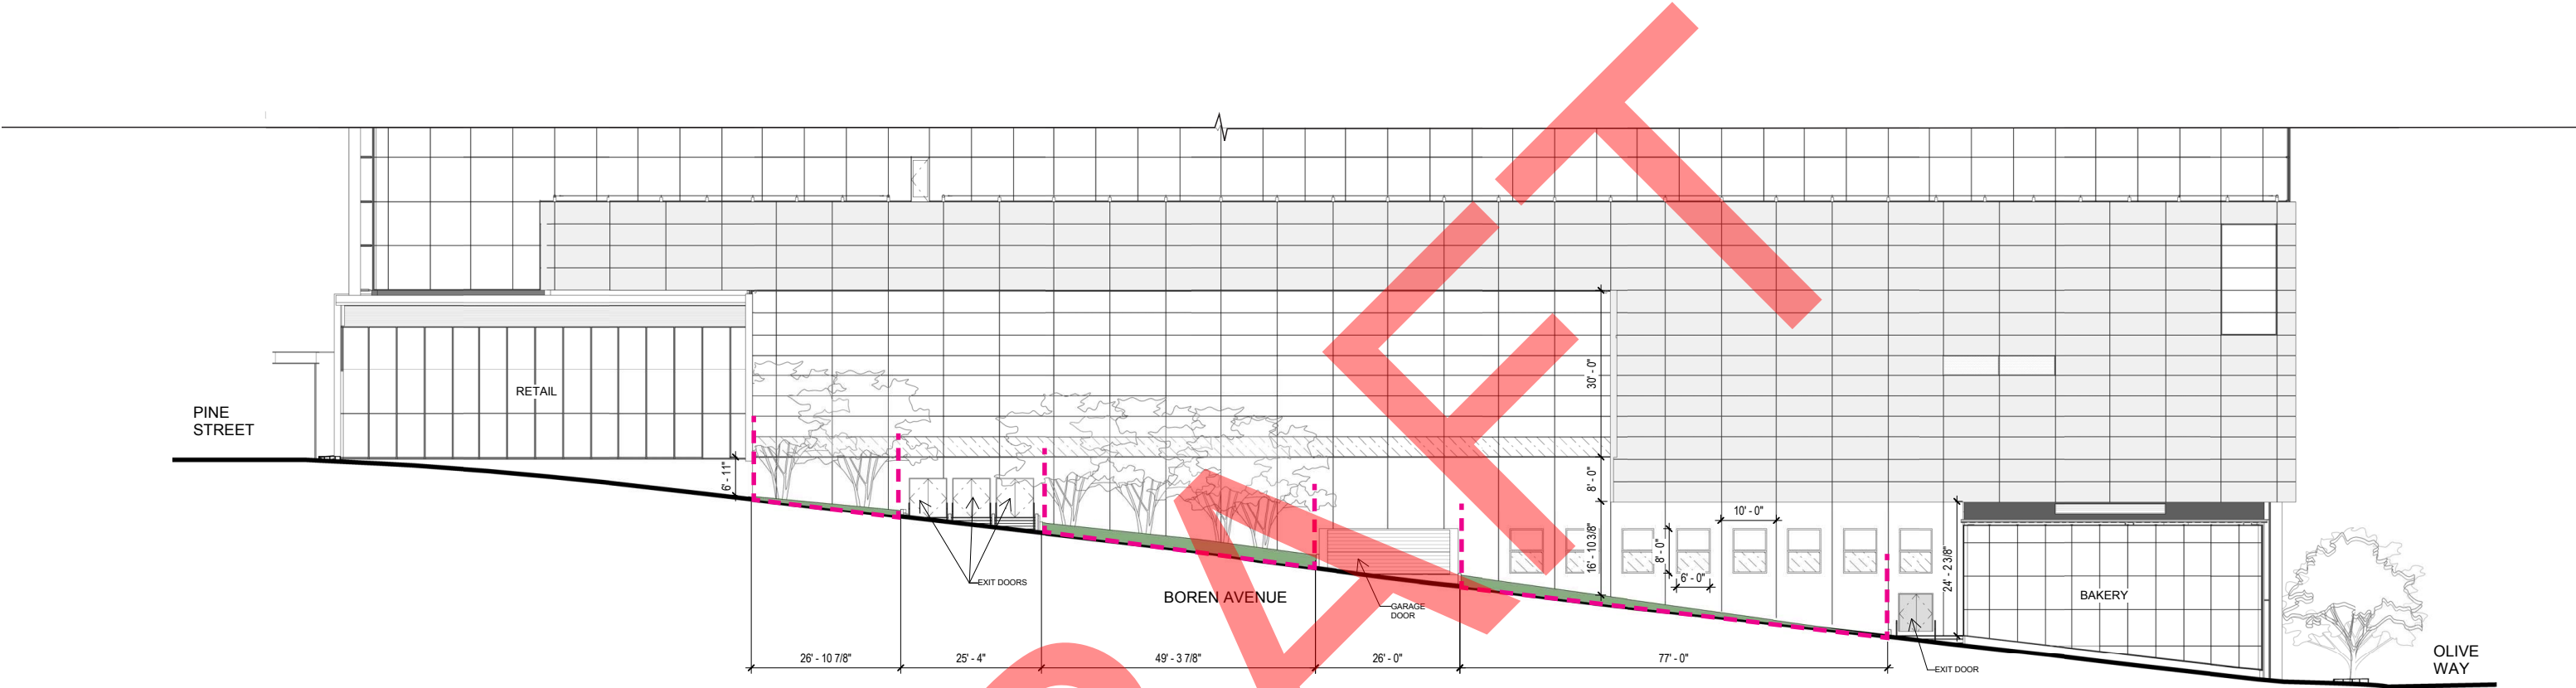 RETAIL
PINE
STREET
6' - 11"
30' - 0"
8' - 0"
16' - 10 3/8"
8' - 0"
10' - 0"
6' - 0"
24' - 2 3/8"
EXIT DOORS
BOREN AVENUE
GARAGE
DOOR
BAKERY
EXIT DOOR
OLIVE
WAY
26' - 10 7/8"
25' - 4"
49' - 3 7/8"
26' - 0"
77' - 0"
AFT